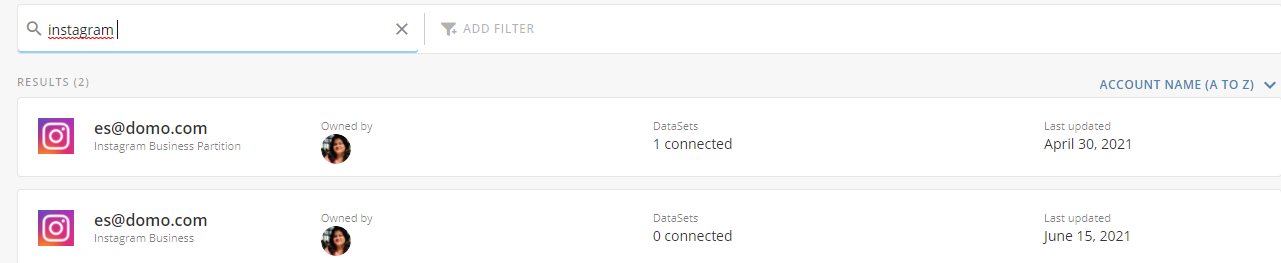 instagram
ADD FILTER
RESULTS (2)
ACCOUNT NAME (A TO Z)
es@domo.com
Instagram Business Partition
Owned by
DataSets
1 connected
Last updated
April 30, 2021
es@domo.com
Instagram Business
Owned by
DataSets
0 connected
Last updated
June 15, 2021